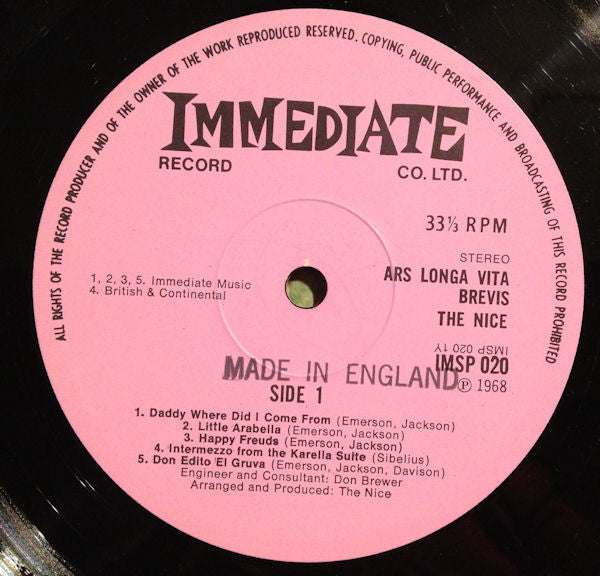 ALL RIGHTS OF THE RECORD PRODUCER AND OF THE OWNER OF THE WORK REPRODUCED RESERVED. COPYING, PUBLIC PERFORMANCE AND BROADCASTING OF THIS RECORD PROHIBITED
IMMEDIATE
RECORD CO. LTD.
33⅓ RPM
STEREO
1, 2, 3, 5. Immediate Music
4. British & Continental
ARS LONGA VITA
BREVIS
THE NICE
IMSP 020 1Y
IMSP 020
MADE IN ENGLAND
℗ 1968
SIDE 1
1. Daddy Where Did I Come From (Emerson, Jackson)
2. Little Arabella (Emerson, Jackson)
3. Happy Freuds (Emerson, Jackson)
4. Intermezzo from the Karella Suite (Sibelius)
5. Don Edito 'El Gruva (Emerson, Jackson, Davison)
Engineer and Consultant: Don Brewer
Arranged and Produced: The Nice